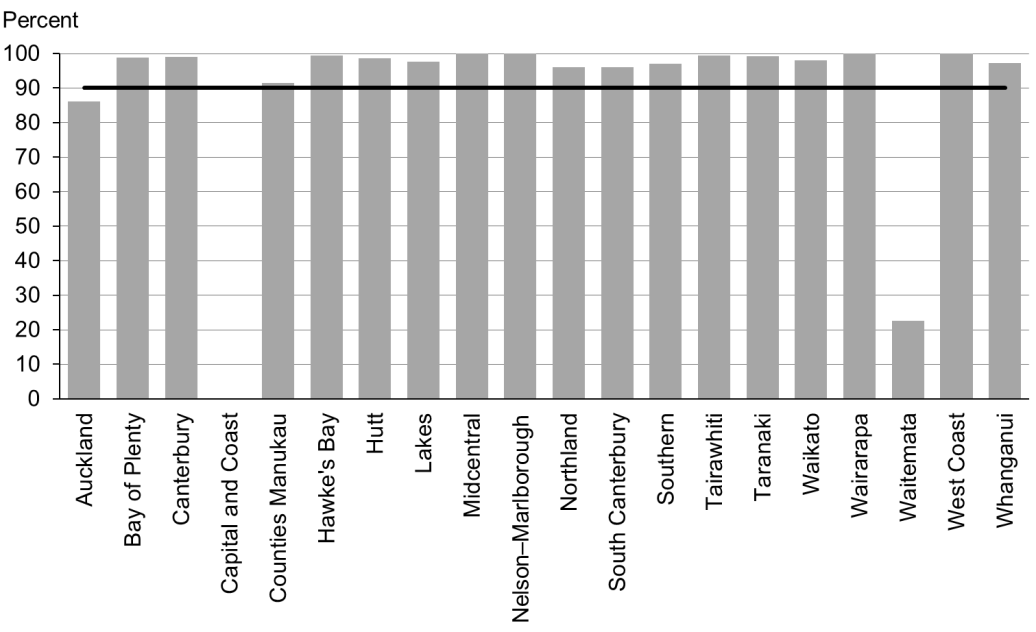 Percent
100
90
80
70
60
50
40
30
20
10
0
Auckland
Bay of Plenty
Canterbury
Capital and Coast
Counties Manukau
Hawke's Bay
Hutt
Lakes
Midcentral
Nelson–Marlborough
Northland
South Canterbury
Southern
Tairawhiti
Taranaki
Waikato
Wairarapa
Waitemata
West Coast
Whanganui